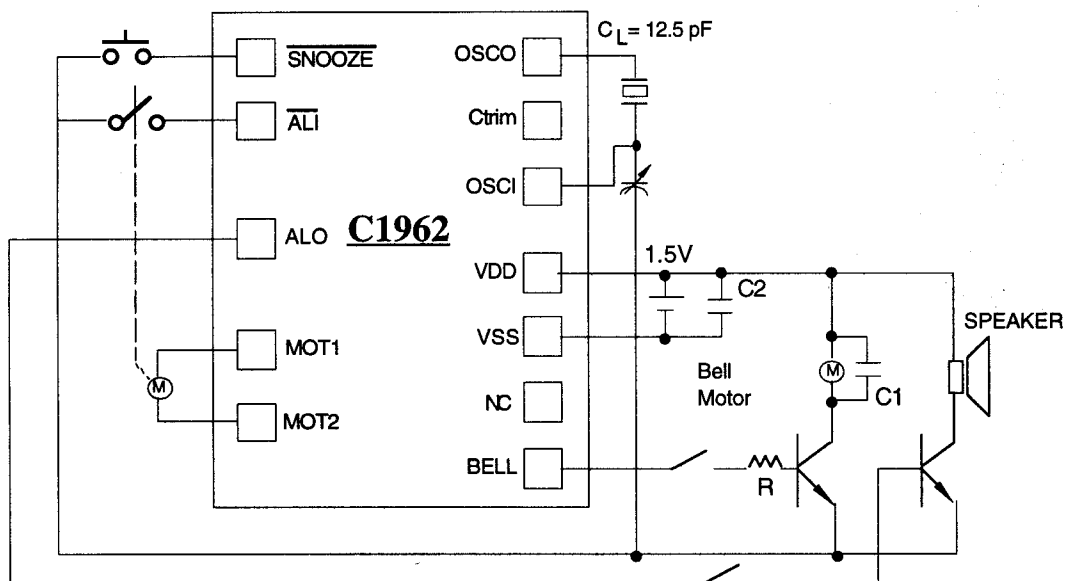 SNOOZE
ALI
ALO
C1962
MOT1
MOT2
OSCO
Ctrim
OSCI
VDD
VSS
NC
BELL
CL = 12.5 pF
1.5V
C2
Bell
Motor
M
M
C1
R
SPEAKER